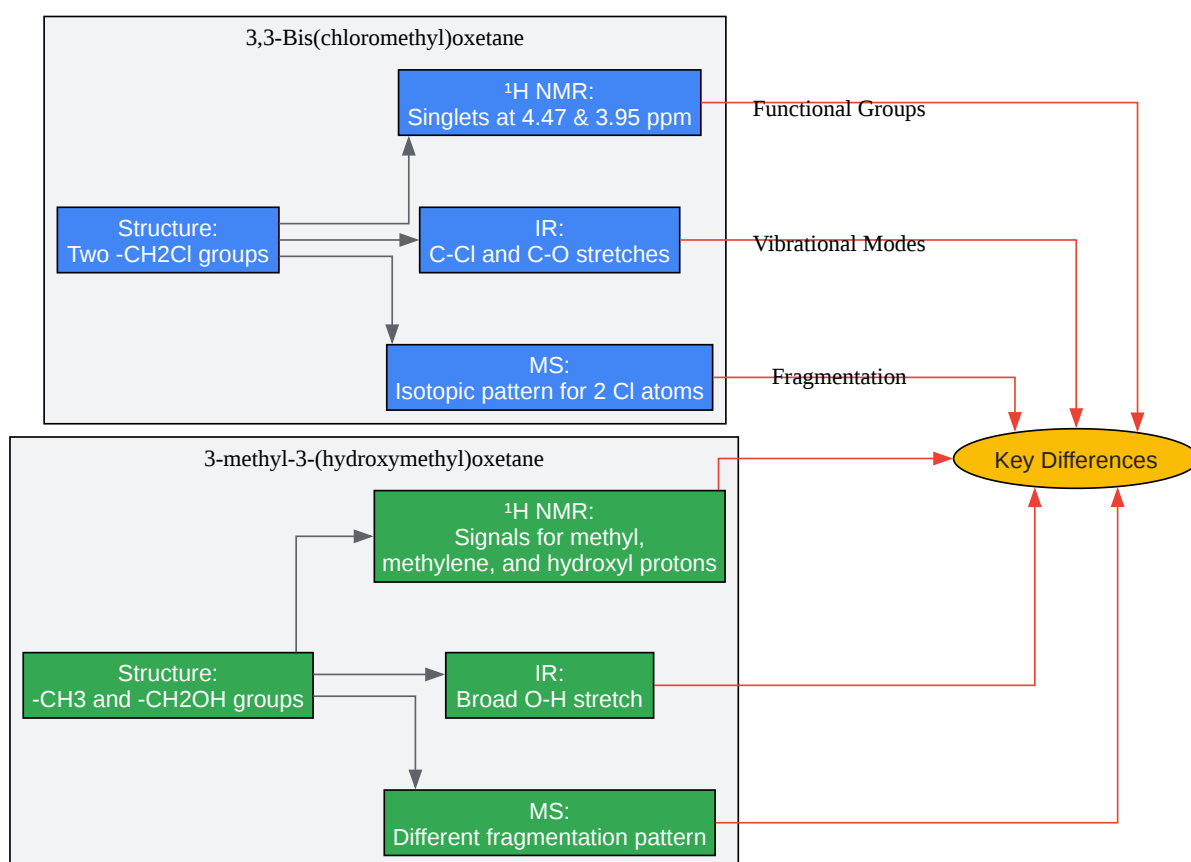 3,3-Bis(chloromethyl)oxetane
¹H NMR:
Singlets at 4.47 & 3.95 ppm
Functional Groups
Structure:
Two -CH2Cl groups
IR:
C-Cl and C-O stretches
Vibrational Modes
MS:
Isotopic pattern for 2 Cl atoms
Fragmentation
Key Differences
3-methyl-3-(hydroxymethyl)oxetane
¹H NMR:
Signals for methyl,
methylene, and hydroxyl protons
Structure:
-CH3 and -CH2OH groups
IR:
Broad O-H stretch
MS:
Different fragmentation pattern